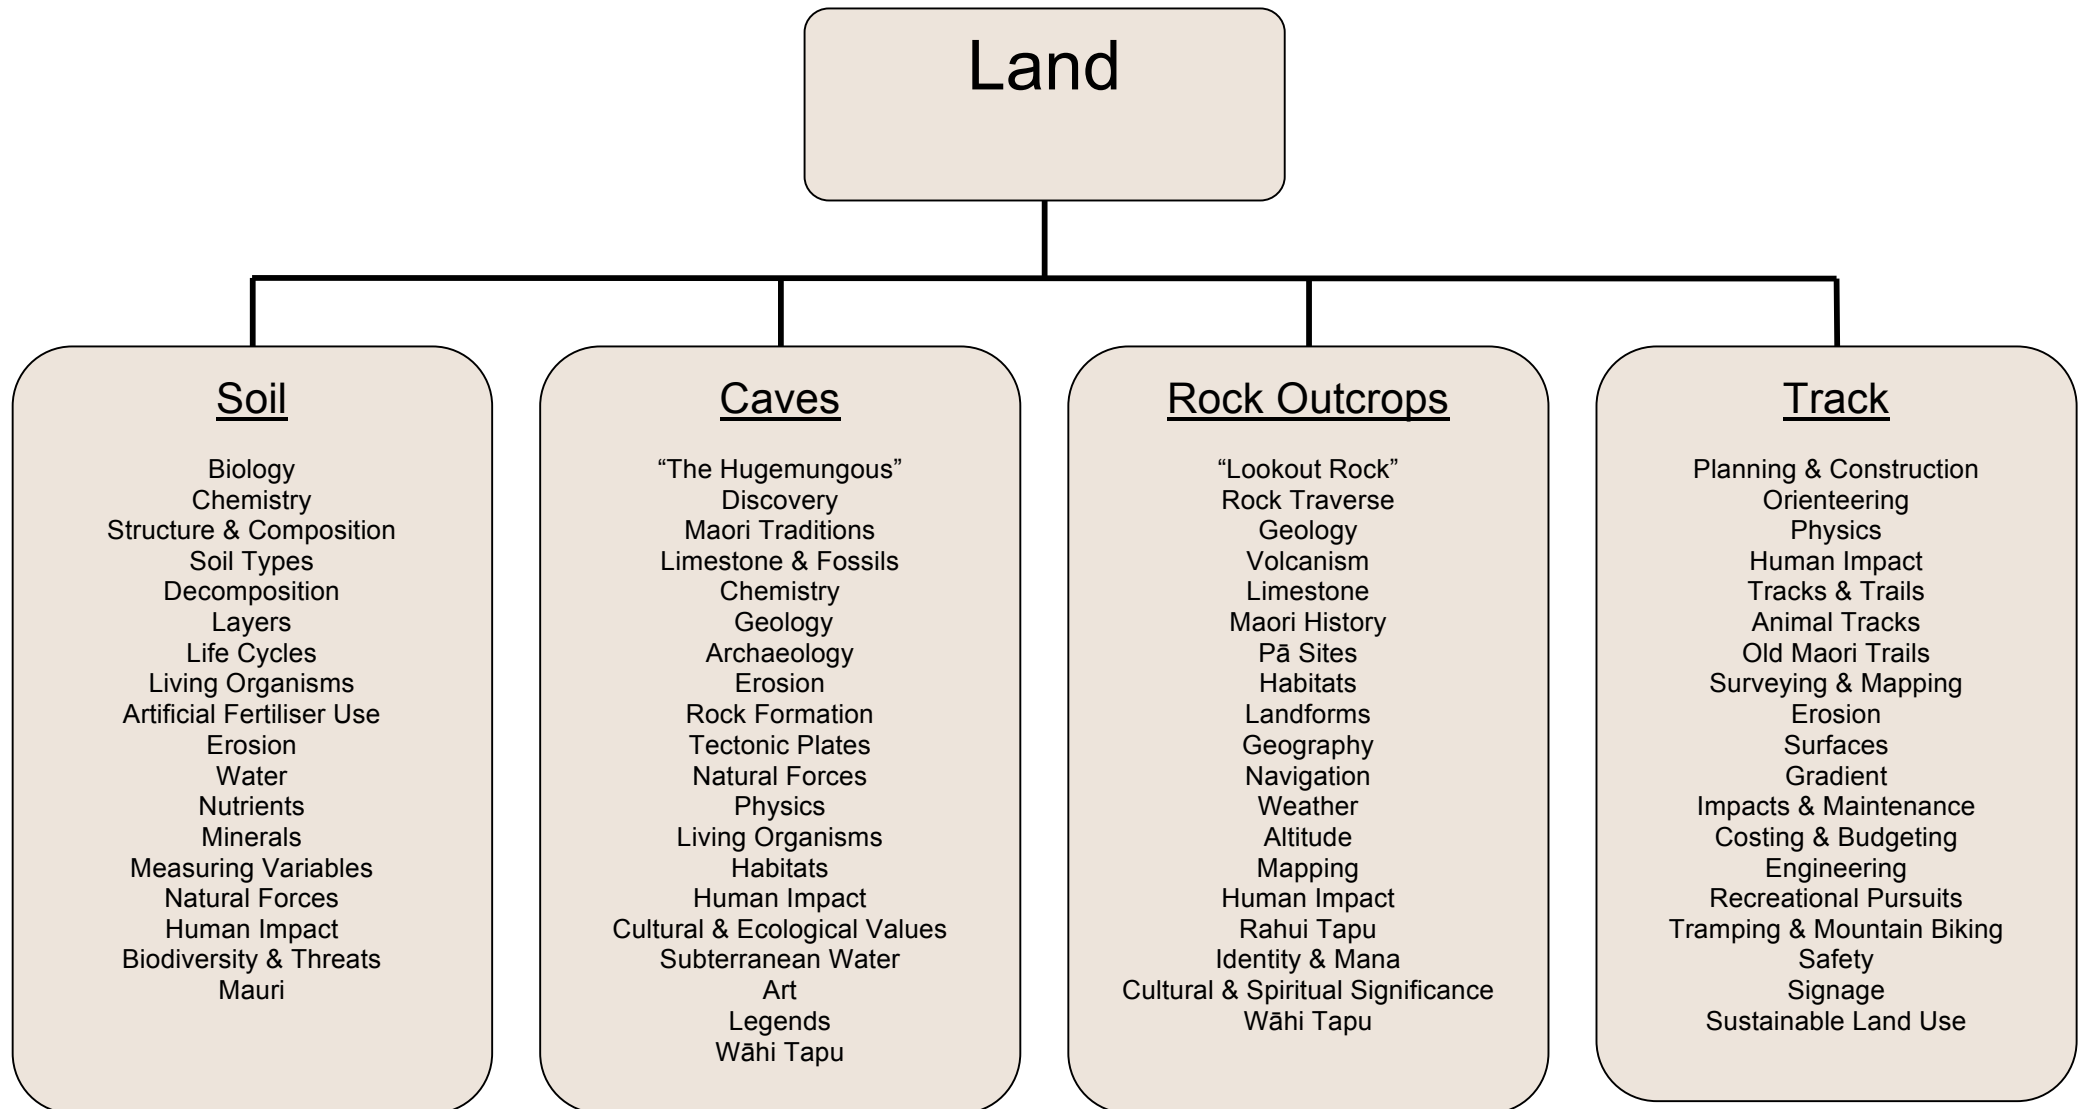 Land
Soil
Biology
Chemistry
Structure & Composition
Soil Types
Decomposition
Layers
Life Cycles
Living Organisms
Artificial Fertiliser Use
Erosion
Water
Nutrients
Minerals
Measuring Variables
Natural Forces
Human Impact
Biodiversity & Threats
Mauri
Caves
“The Hugemungous”
Discovery
Maori Traditions
Limestone & Fossils
Chemistry
Geology
Archaeology
Erosion
Rock Formation
Tectonic Plates
Natural Forces
Physics
Living Organisms
Habitats
Human Impact
Cultural & Ecological Values
Subterranean Water
Art
Legends
Wāhi Tapu
Rock Outcrops
“Lookout Rock”
Rock Traverse
Geology
Volcanism
Limestone
Maori History
Pā Sites
Habitats
Landforms
Geography
Navigation
Weather
Altitude
Mapping
Human Impact
Rahui Tapu
Identity & Mana
Cultural & Spiritual Significance
Wāhi Tapu
Track
Planning & Construction
Orienteering
Physics
Human Impact
Tracks & Trails
Animal Tracks
Old Maori Trails
Surveying & Mapping
Erosion
Surfaces
Gradient
Impacts & Maintenance
Costing & Budgeting
Engineering
Recreational Pursuits
Tramping & Mountain Biking
Safety
Signage
Sustainable Land Use